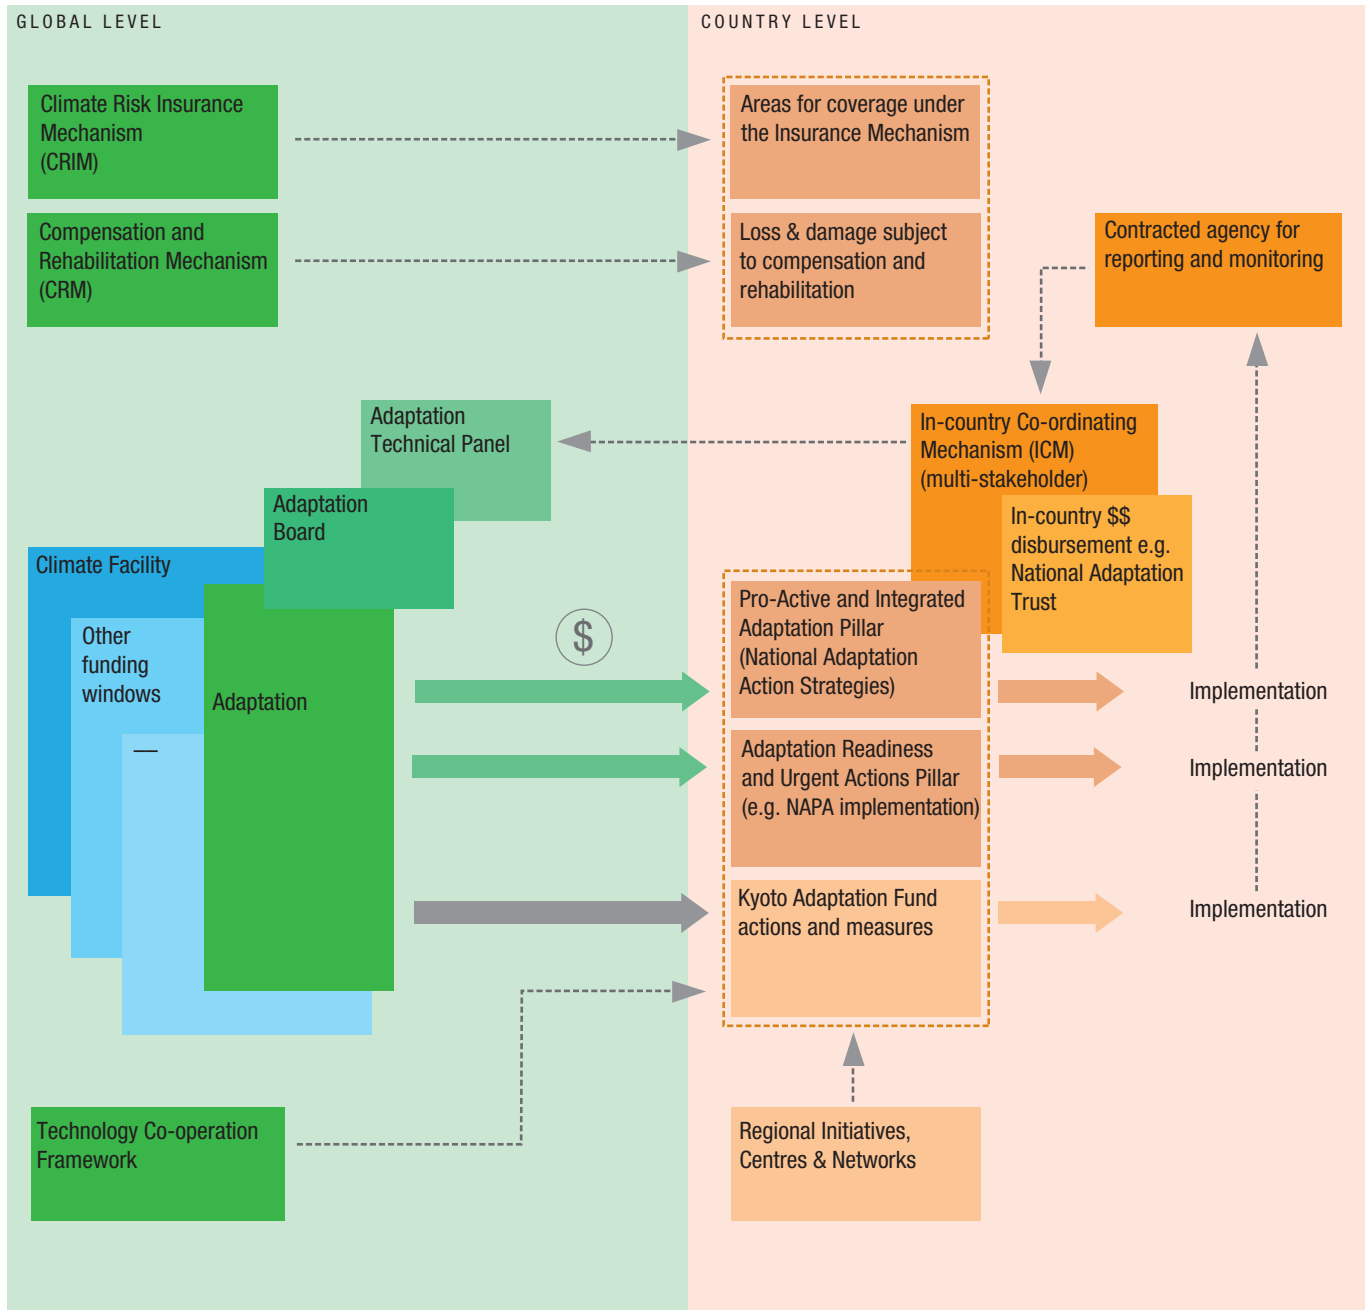 GLOBAL LEVEL
COUNTRY LEVEL
Climate Risk Insurance
Mechanism
(CRIM)
Areas for coverage under
the Insurance Mechanism
Compensation and
Rehabilitation Mechanism
(CRM)
Loss & damage subject
to compensation and
rehabilitation
Contracted agency for
reporting and monitoring
Adaptation
Technical Panel
In-country Co-ordinating
Mechanism (ICM)
(multi-stakeholder)
Adaptation
Board
In-country $$
disbursement e.g.
National Adaptation
Trust
Climate Facility
Other
funding
windows
—
Adaptation
$
Pro-Active and Integrated
Adaptation Pillar
(National Adaptation
Action Strategies)
Implementation
Adaptation Readiness
and Urgent Actions Pillar
(e.g. NAPA implementation)
Implementation
Kyoto Adaptation Fund
actions and measures
Implementation
Technology Co-operation
Framework
Regional Initiatives,
Centres & Networks